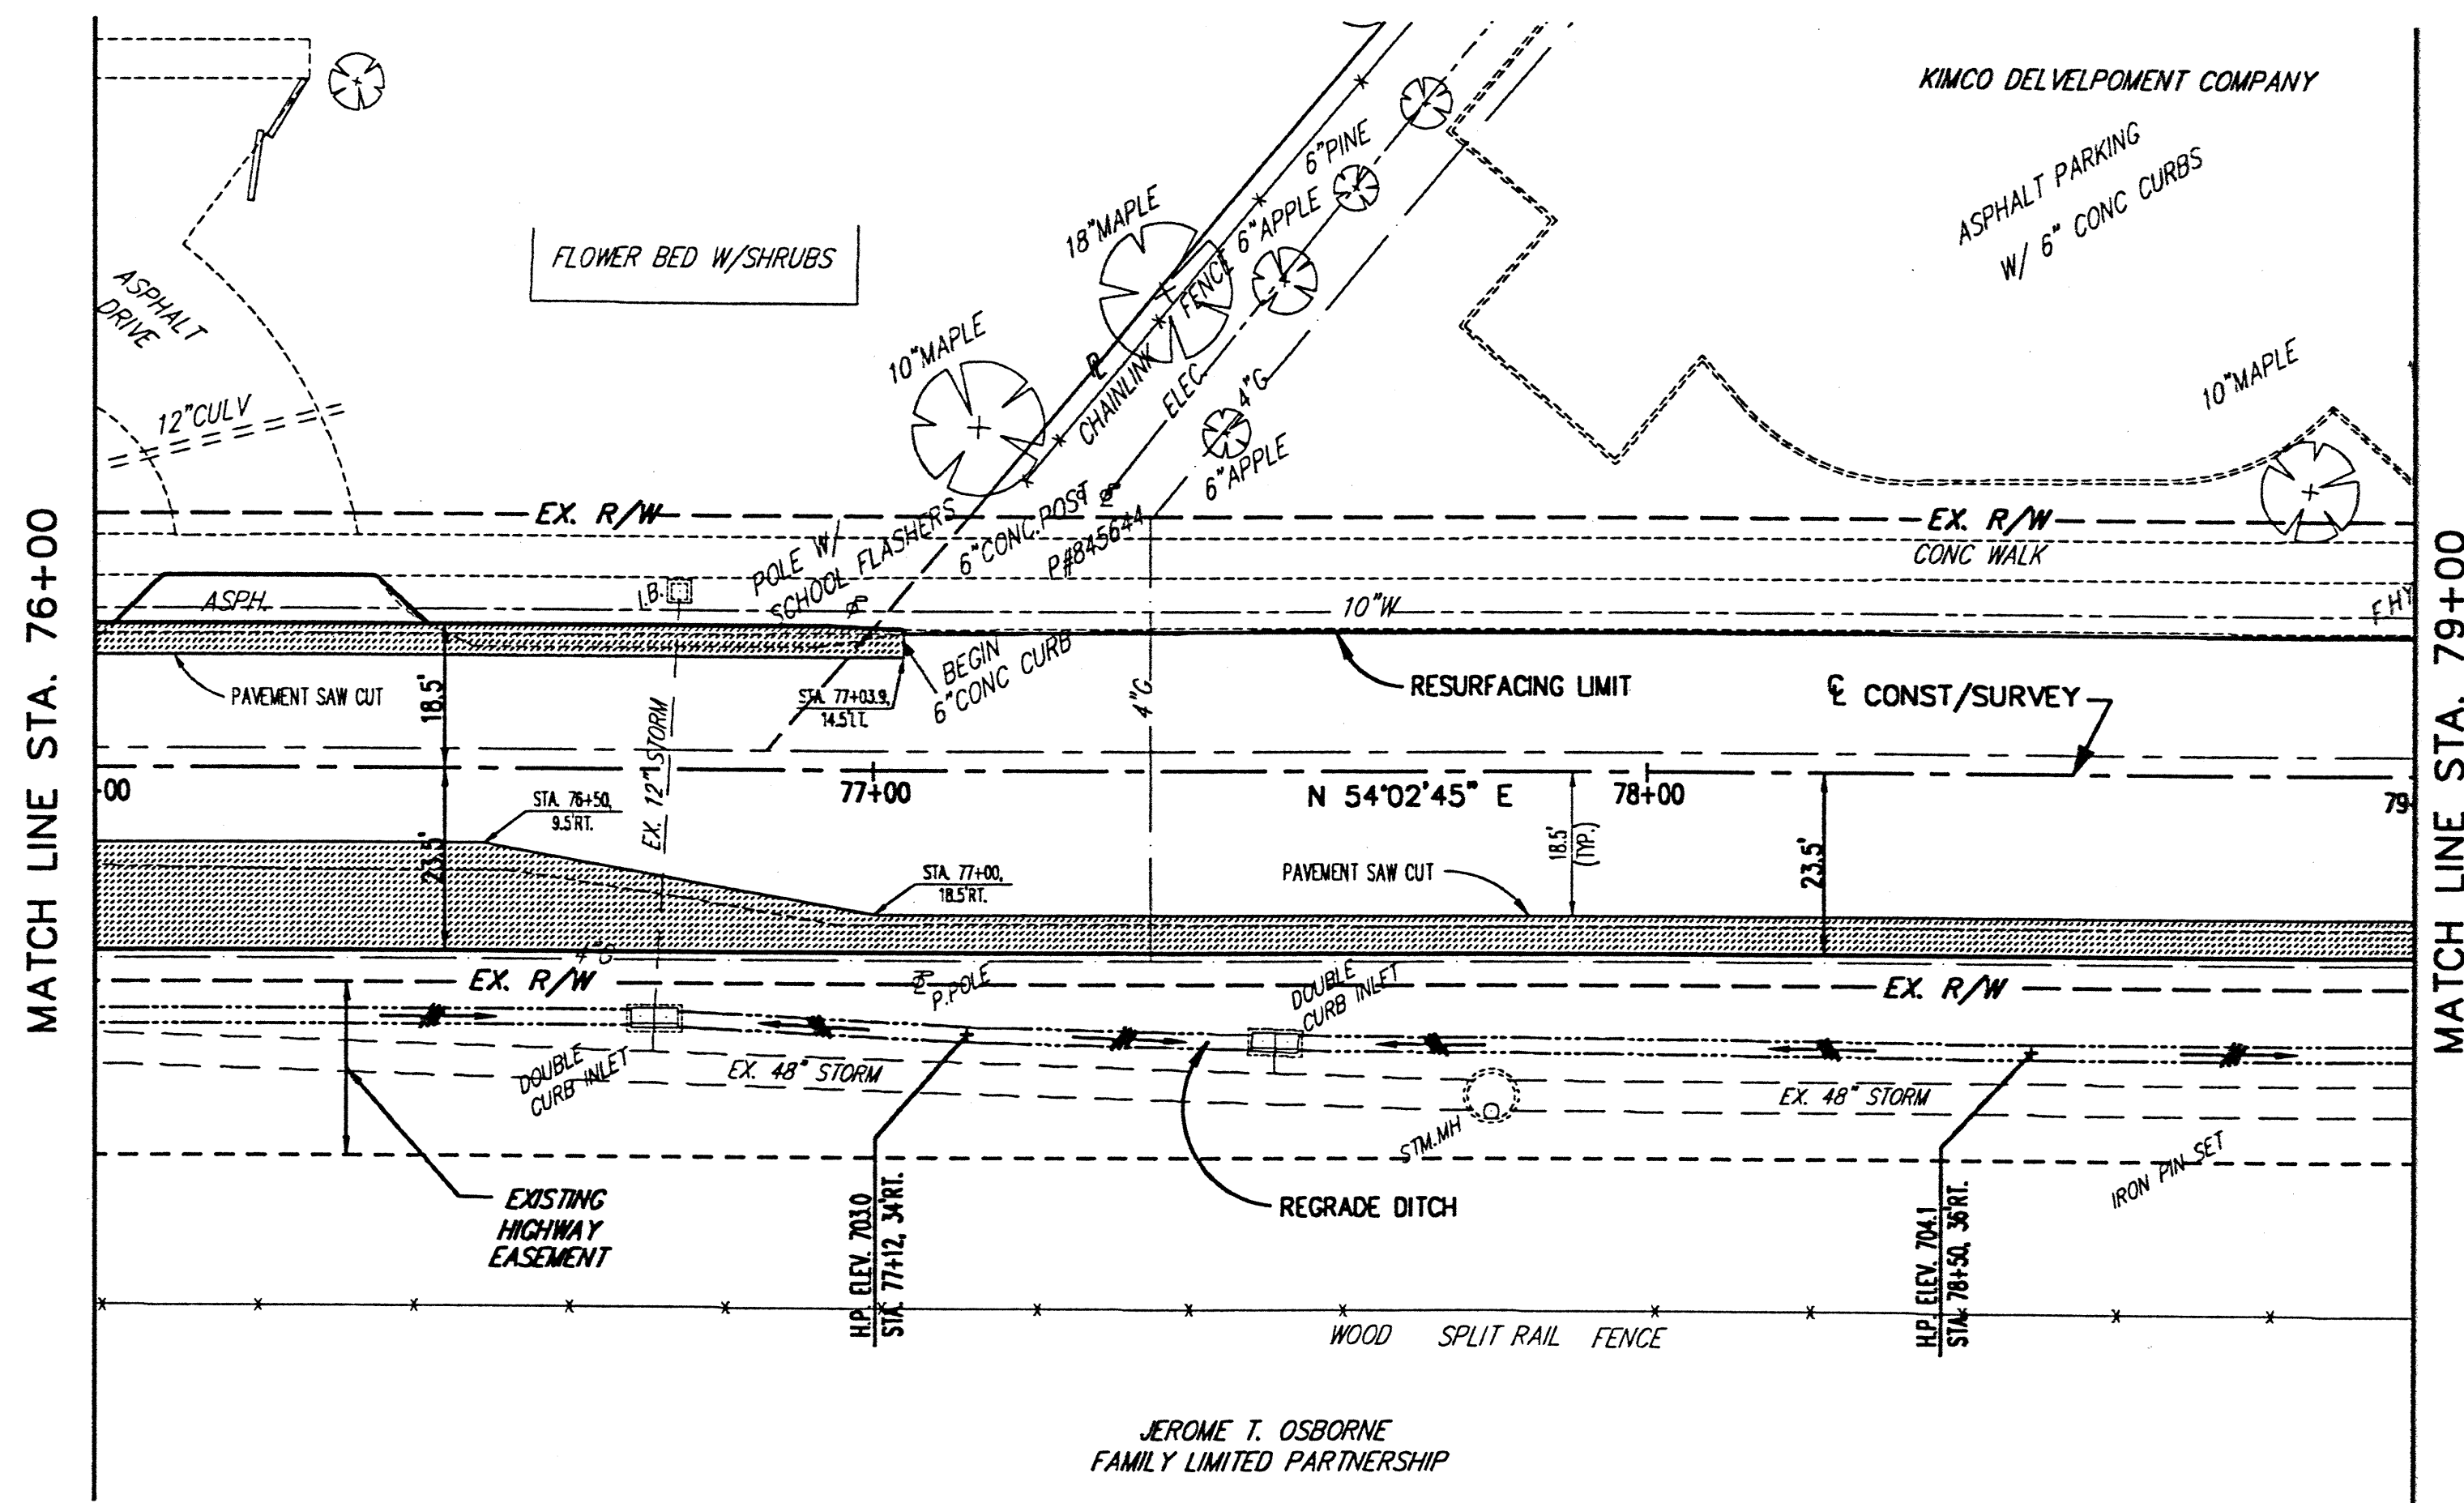 KIMCO DELVELPOMENT COMPANY
ASPHALT PARKING
W/ 6" CONC CURBS
6"PINE
18"MAPLE
6"APPLE
FLOWER BED W/SHRUBS
FENCE
ASPHALT
DRIVE
10"MAPLE
10"MAPLE
CHAINLINK
ELEC.
4"G
12"CULV
6"APPLE
EX. R/W
EX. R/W
6"CONC.POST
P#845644
POLE W/
SCHOOL FLASHERS
CONC WALK
I.B.
ASPH.
10"W
F.HY
MATCH LINE STA. 76+00
MATCH LINE STA. 79+00
BEGIN
6"CONC CURB
PAVEMENT SAW CUT
18.5'
STA. 77+03.9,
14.5'LT.
4"G
RESURFACING LIMIT
℄ CONST/SURVEY
EX. 12" STORM
+00
77+00
N 54°02'45" E
78+00
79+
STA. 76+50,
9.5'RT.
23.5'
STA. 77+00,
18.5'RT.
PAVEMENT SAW CUT
18.5'
(TYP.)
23.5'
4"G
EX. R/W
P.POLE
DOUBLE
CURB INLET
EX. R/W
DOUBLE
CURB INLET
EX. 48" STORM
EX. 48" STORM
STM.MH
IRON PIN SET
EXISTING
HIGHWAY
EASEMENT
H.P. ELEV. 703.0
STA. 77+12, 34'RT.
REGRADE DITCH
H.P. ELEV. 704.1
STA. 78+50, 36'RT.
WOOD SPLIT RAIL FENCE
JEROME T. OSBORNE
FAMILY LIMITED PARTNERSHIP